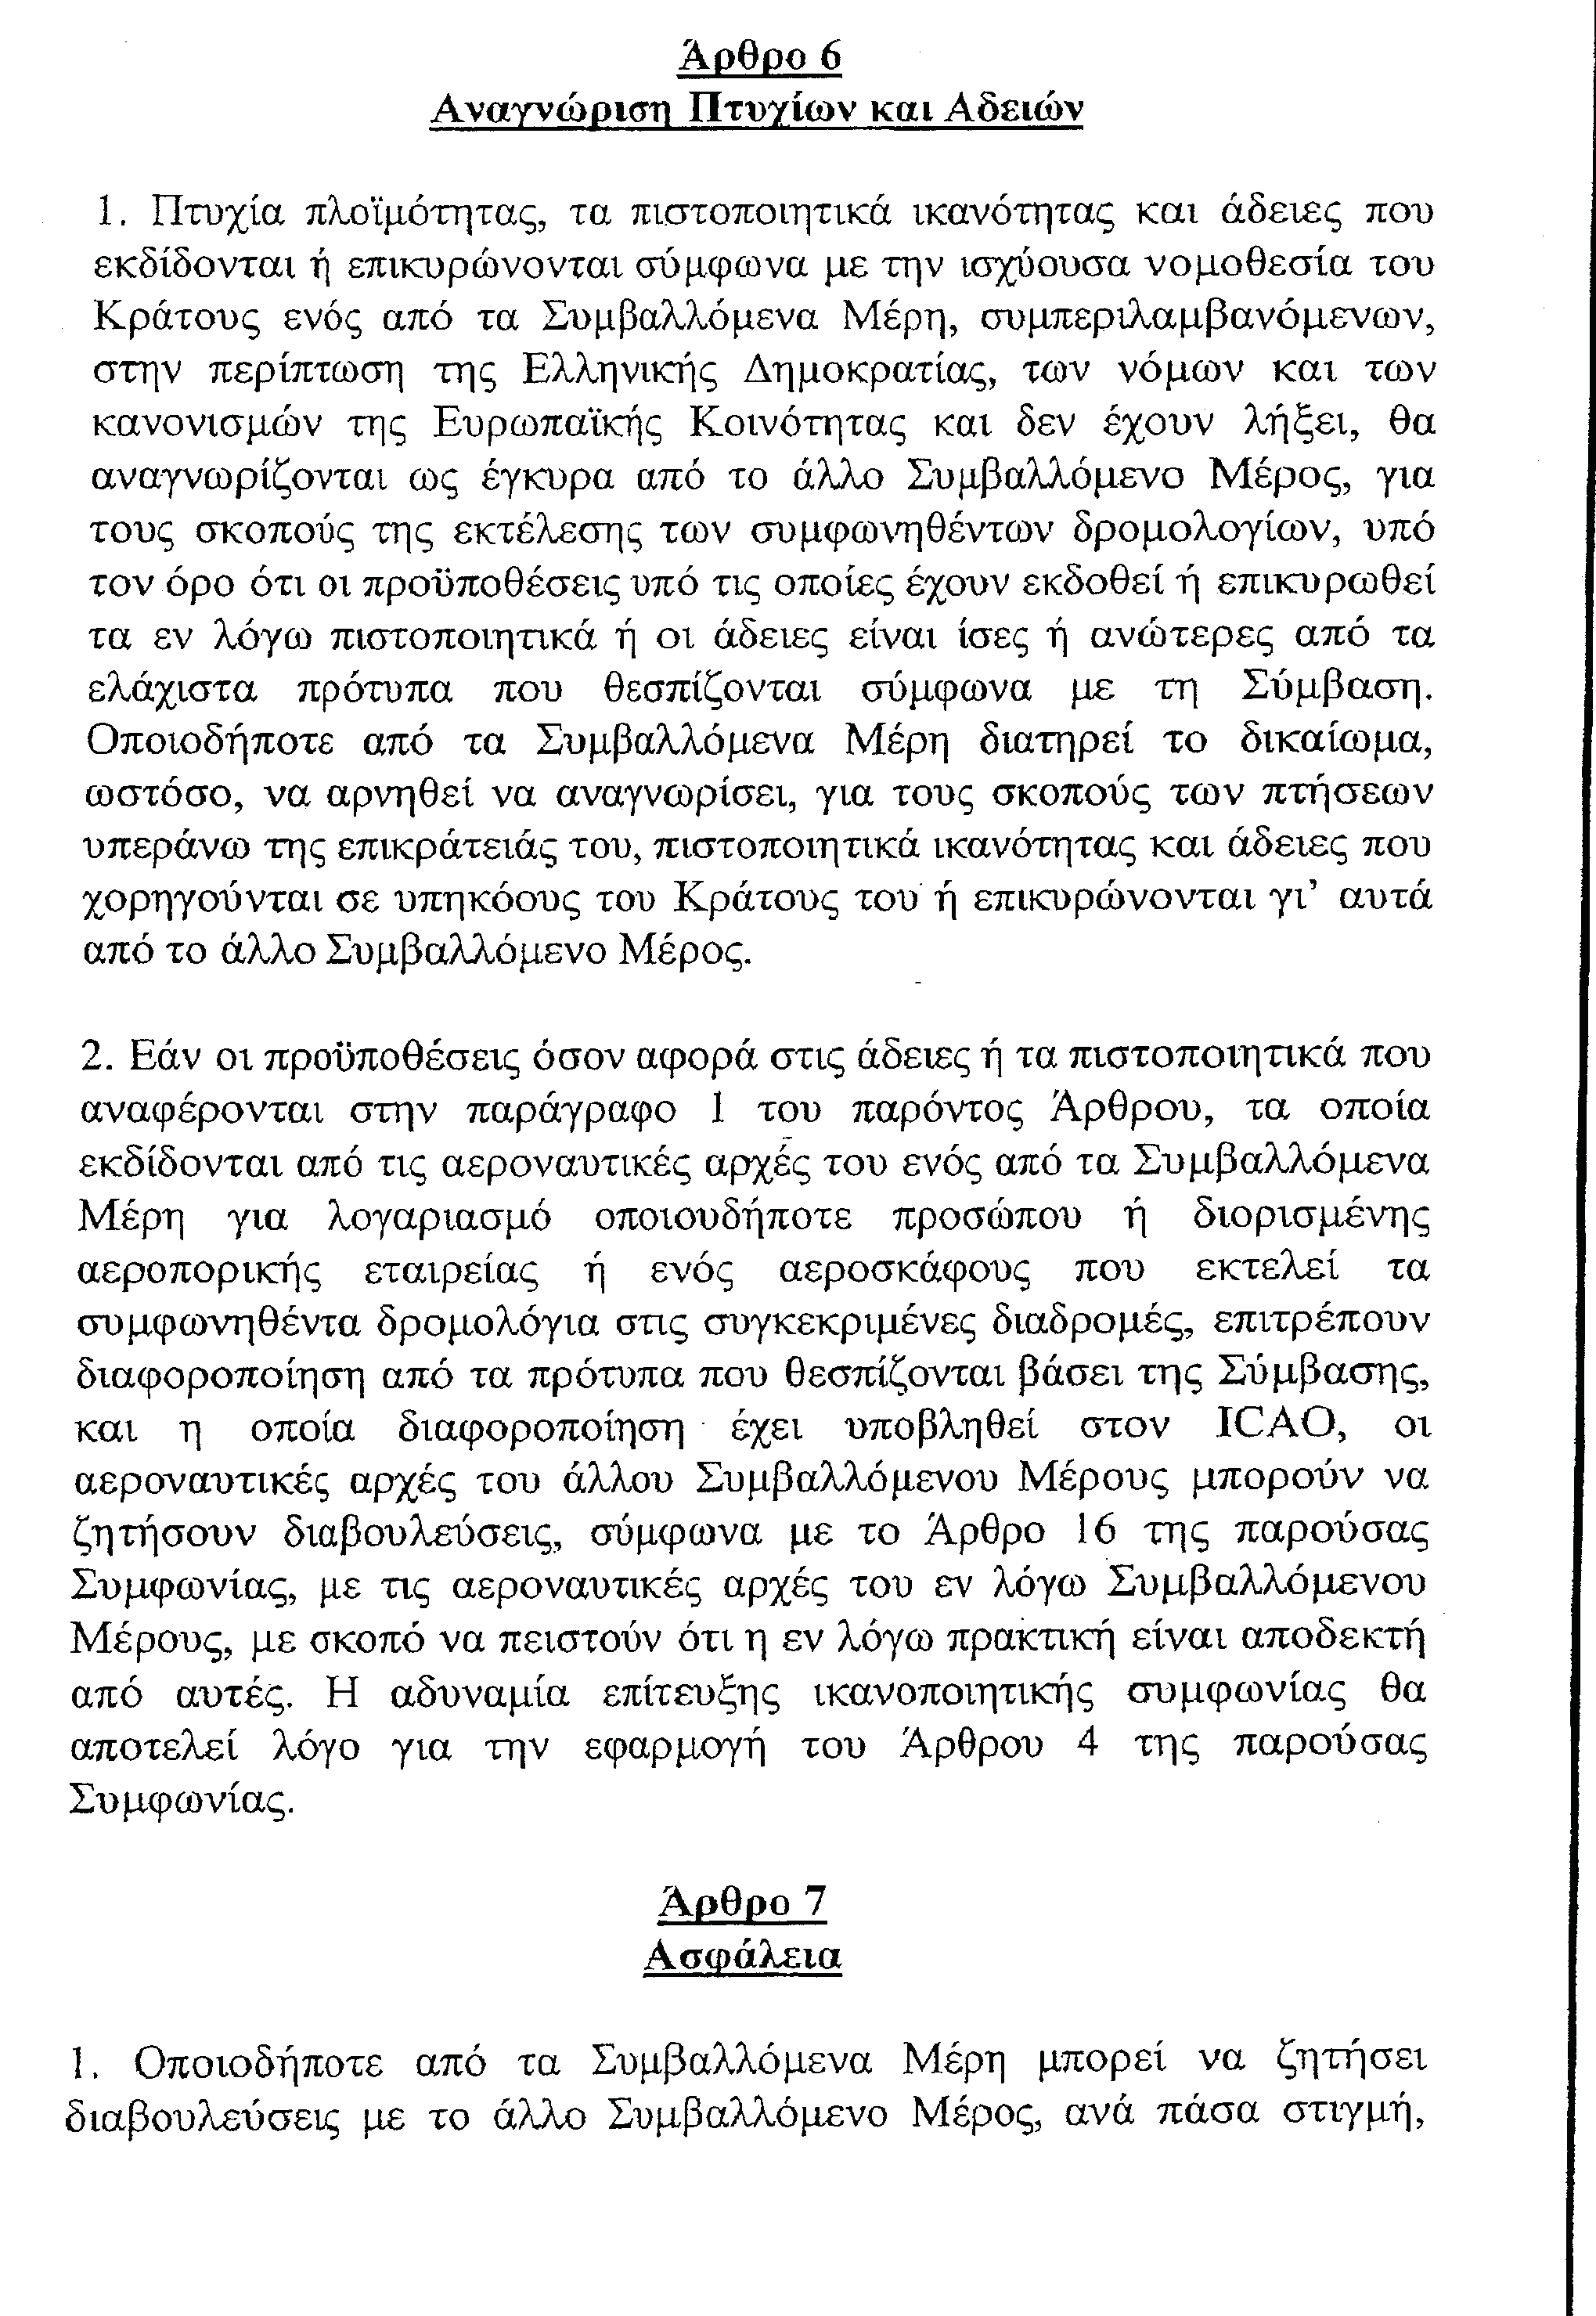 Άρθρο 6
Αναγνώριση Πτυχίων και Αδειών
1. Πτυχία πλοϊμότητας, τα πιστοποιητικά ικανότητας και άδειες που
εκδίδονται ή επικυρώνονται σύμφωνα με την ισχύουσα νομοθεσία του
Κράτους ενός από τα Συμβαλλόμενα Μέρη, συμπεριλαμβανόμενων,
στην περίπτωση της Ελληνικής Δημοκρατίας, των νόμων και των
κανονισμών της Ευρωπαϊκής Κοινότητας και δεν έχουν λήξει, θα
αναγνωρίζονται ως έγκυρα από το άλλο Συμβαλλόμενο Μέρος, για
τους σκοπούς της εκτέλεσης των συμφωνηθέντων δρομολογίων, υπό
τον όρο ότι οι προϋποθέσεις υπό τις οποίες έχουν εκδοθεί ή επικυρωθεί
τα εν λόγω πιστοποιητικά ή οι άδειες είναι ίσες ή ανώτερες από τα
ελάχιστα πρότυπα που θεσπίζονται σύμφωνα με τη Σύμβαση.
Οποιοδήποτε από τα Συμβαλλόμενα Μέρη διατηρεί το δικαίωμα,
ωστόσο, να αρνηθεί να αναγνωρίσει, για τους σκοπούς των πτήσεων
υπεράνω της επικράτειάς του, πιστοποιητικά ικανότητας και άδειες που
χορηγούνται σε υπηκόους του Κράτους του ή επικυρώνονται γι’ αυτά
από το άλλο Συμβαλλόμενο Μέρος.
2. Εάν οι προϋποθέσεις όσον αφορά στις άδειες ή τα πιστοποιητικά που
αναφέρονται στην παράγραφο 1 του παρόντος Άρθρου, τα οποία
εκδίδονται από τις αεροναυτικές αρχές του ενός από τα Συμβαλλόμενα
Μέρη για λογαριασμό οποιουδήποτε προσώπου ή διορισμένης
αεροπορικής εταιρείας ή ενός αεροσκάφους που εκτελεί τα
συμφωνηθέντα δρομολόγια στις συγκεκριμένες διαδρομές, επιτρέπουν
διαφοροποίηση από τα πρότυπα που θεσπίζονται βάσει της Σύμβασης,
και η οποία διαφοροποίηση έχει υποβληθεί στον ICAO, οι
αεροναυτικές αρχές του άλλου Συμβαλλόμενου Μέρους μπορούν να
ζητήσουν διαβουλεύσεις, σύμφωνα με το Άρθρο 16 της παρούσας
Συμφωνίας, με τις αεροναυτικές αρχές του εν λόγω Συμβαλλόμενου
Μέρους, με σκοπό να πειστούν ότι η εν λόγω πρακτική είναι αποδεκτή
από αυτές. Η αδυναμία επίτευξης ικανοποιητικής συμφωνίας θα
αποτελεί λόγο για την εφαρμογή του Άρθρου 4 της παρούσας
Συμφωνίας.
Άρθρο 7
Ασφάλεια
1. Οποιοδήποτε από τα Συμβαλλόμενα Μέρη μπορεί να ζητήσει
διαβουλεύσεις με το άλλο Συμβαλλόμενο Μέρος, ανά πάσα στιγμή,